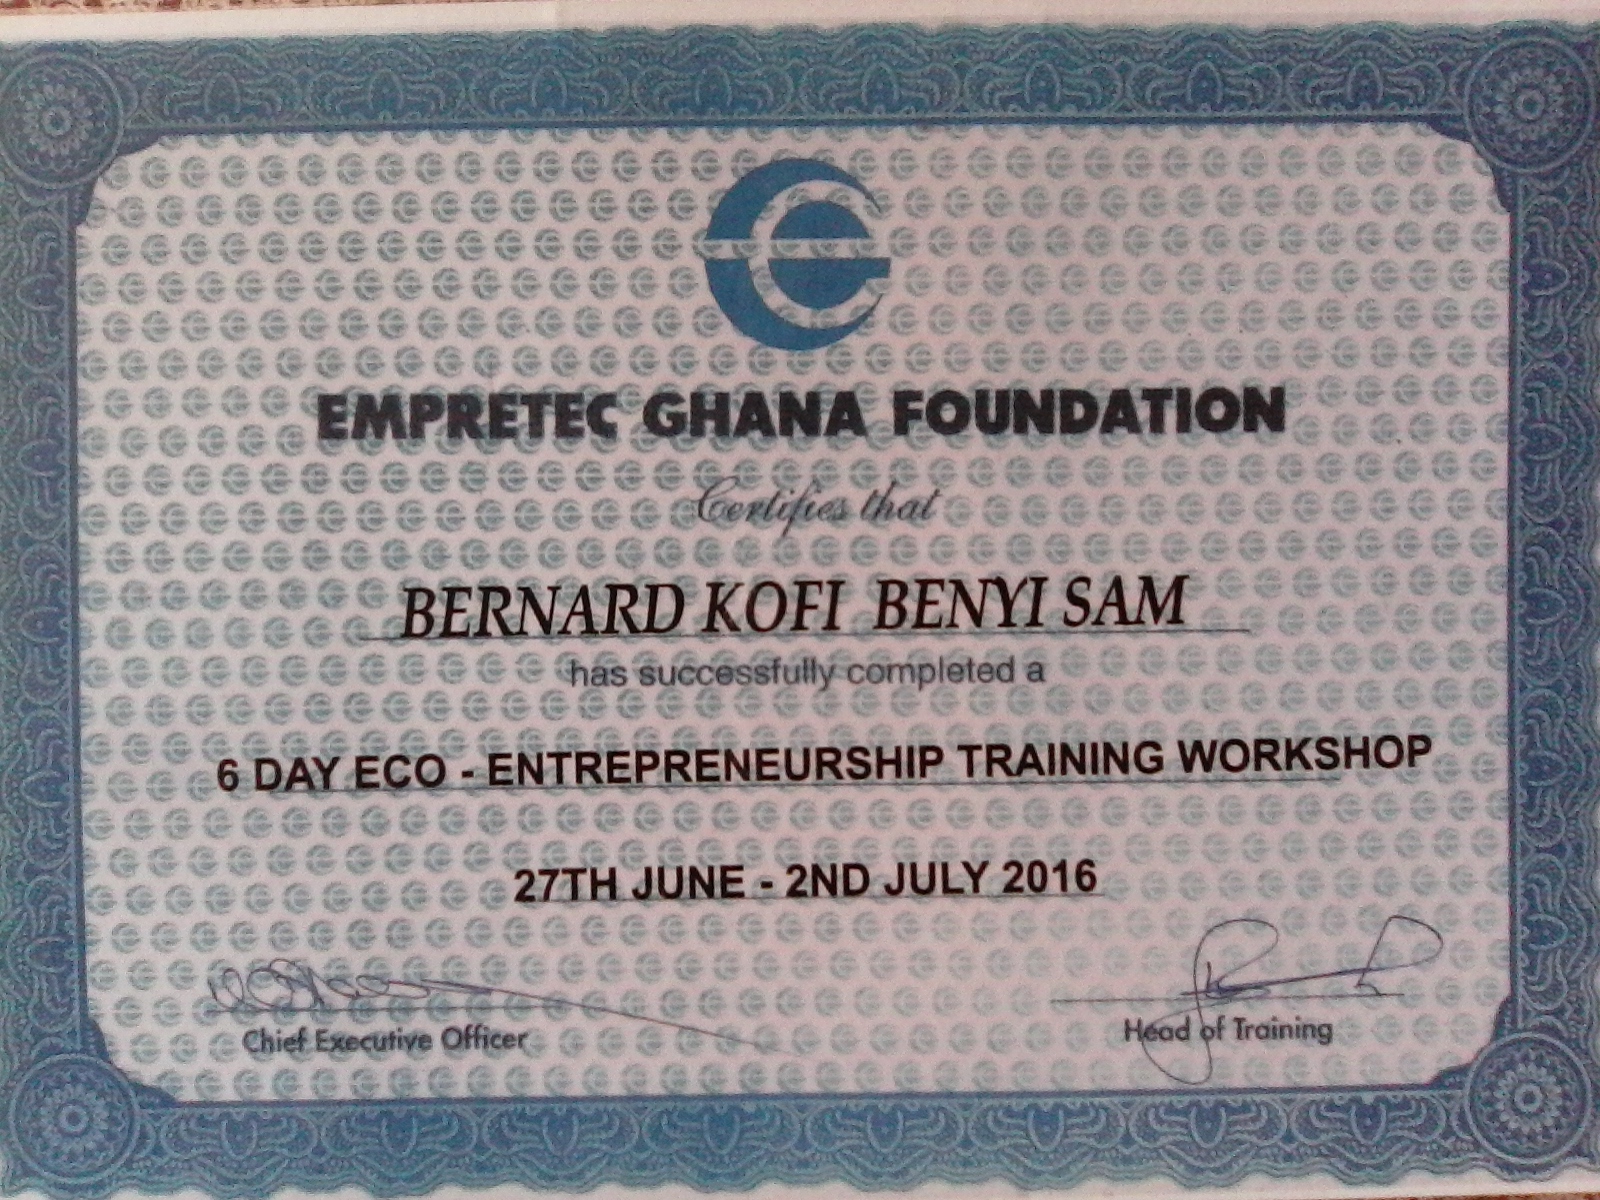 EMPRETEC GHANA FOUNDATION
Certifies that
BERNARD KOFI BENYI SAM
has successfully completed a
6 DAY ECO - ENTREPRENEURSHIP TRAINING WORKSHOP
27TH JUNE - 2ND JULY 2016
Chief Executive Officer
Head of Training